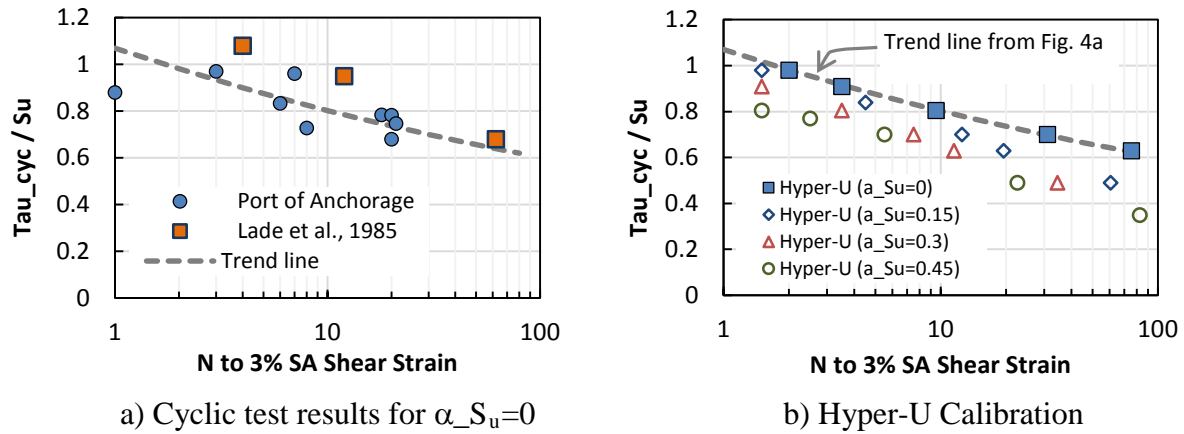 1.2
1
0.8
0.6
0.4
0.2
0
Tau_cyc / Su
Port of Anchorage
Lade et al., 1985
Trend line
1 10 100
N to 3% SA Shear Strain
a) Cyclic test results for α_Sᵤ=0
1.2
1
0.8
0.6
0.4
0.2
0
Tau_cyc / Su
Trend line from Fig. 4a
Hyper-U (a_Su=0)
Hyper-U (a_Su=0.15)
Hyper-U (a_Su=0.3)
Hyper-U (a_Su=0.45)
1 10 100
N to 3% SA Shear Strain
b) Hyper-U Calibration